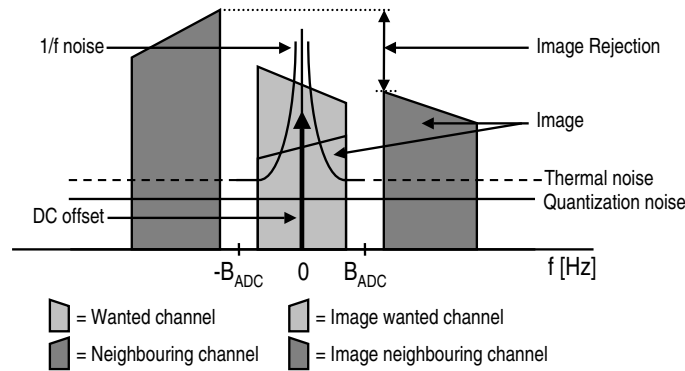 1/f noise
Image Rejection
Image
Thermal noise
Quantization noise
DC offset
-B_ADC 0 B_ADC f [Hz]
= Wanted channel = Image wanted channel
= Neighbouring channel = Image neighbouring channel